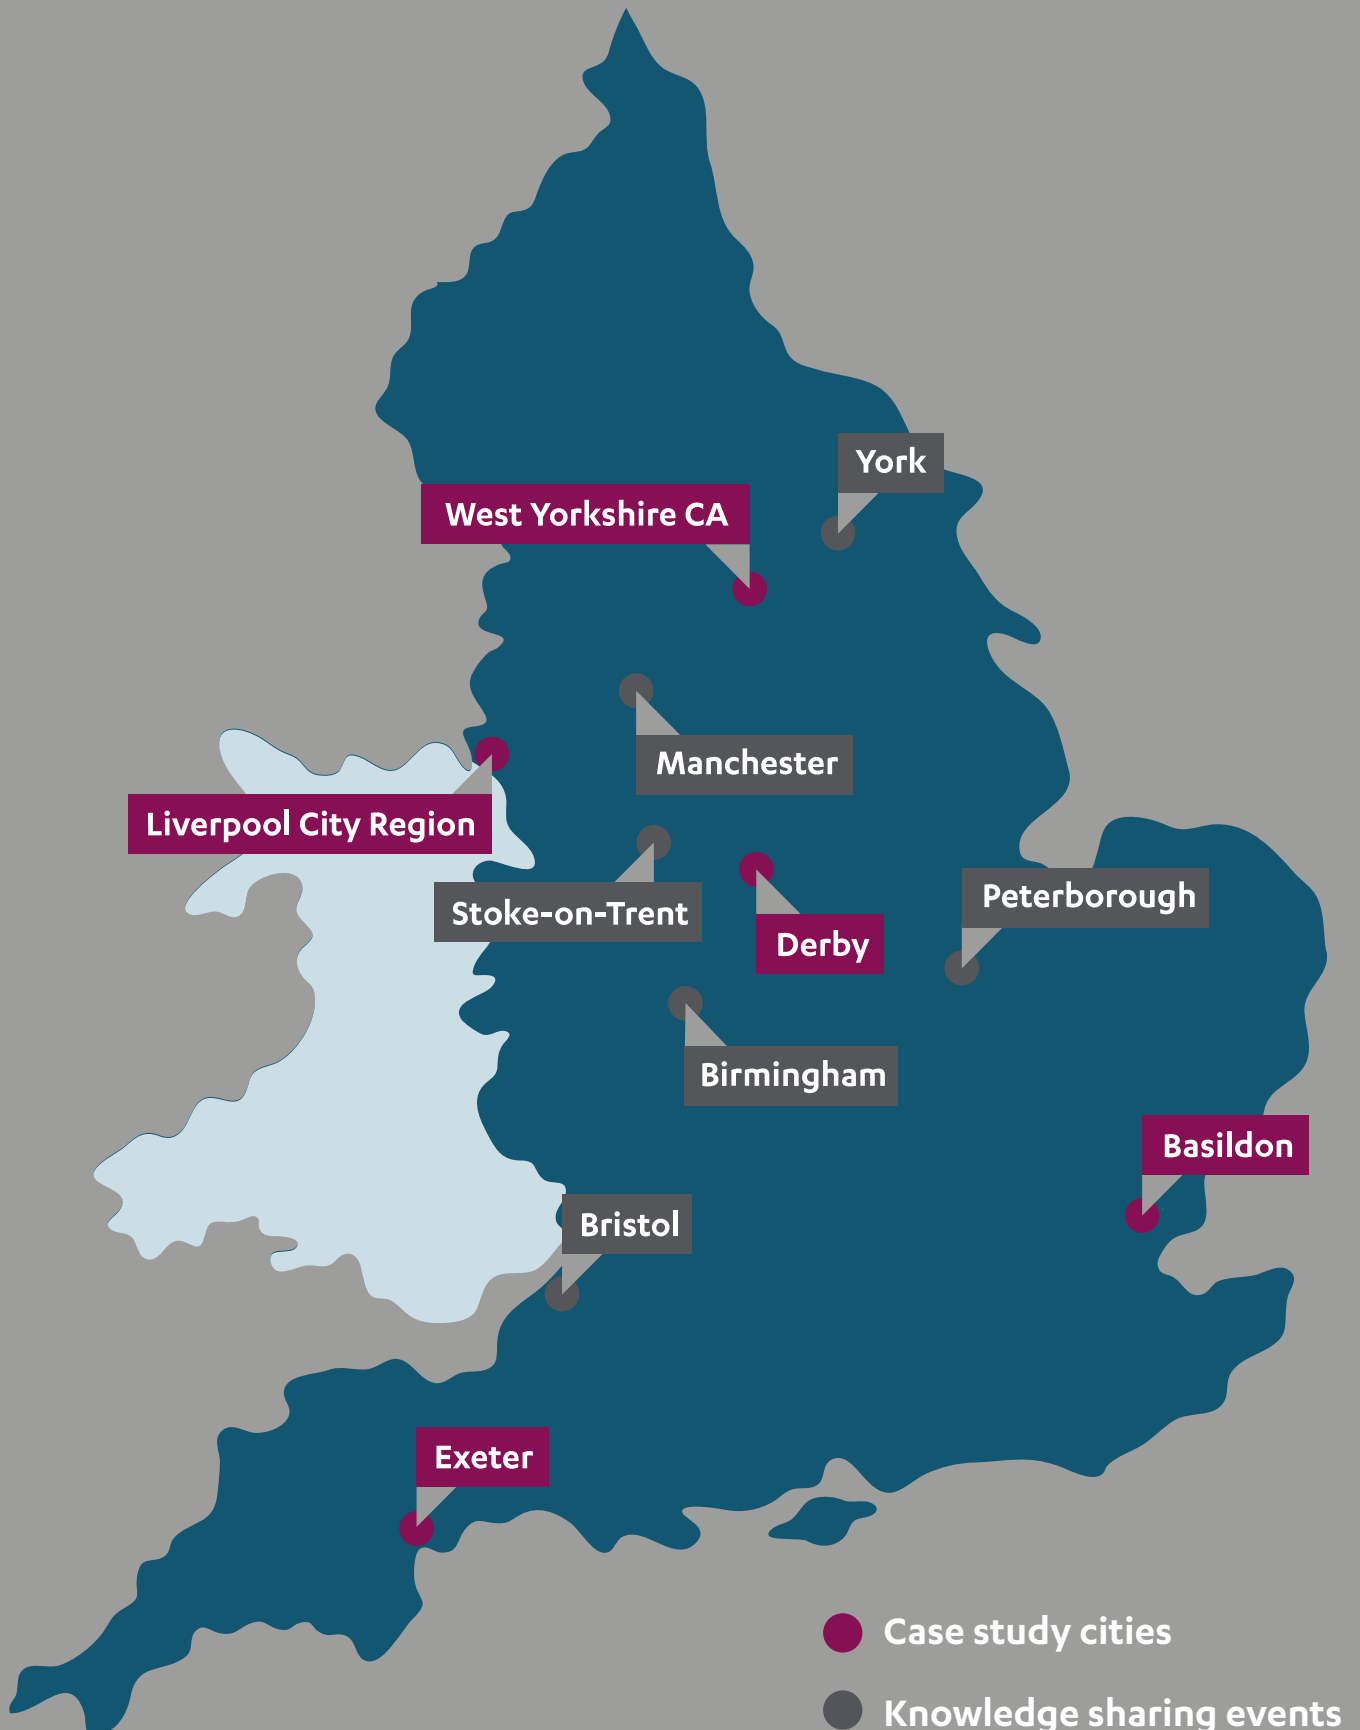 York
West Yorkshire CA
Manchester
Liverpool City Region
Stoke-on-Trent
Peterborough
Derby
Birmingham
Basildon
Bristol
Exeter
Case study cities
Knowledge sharing events